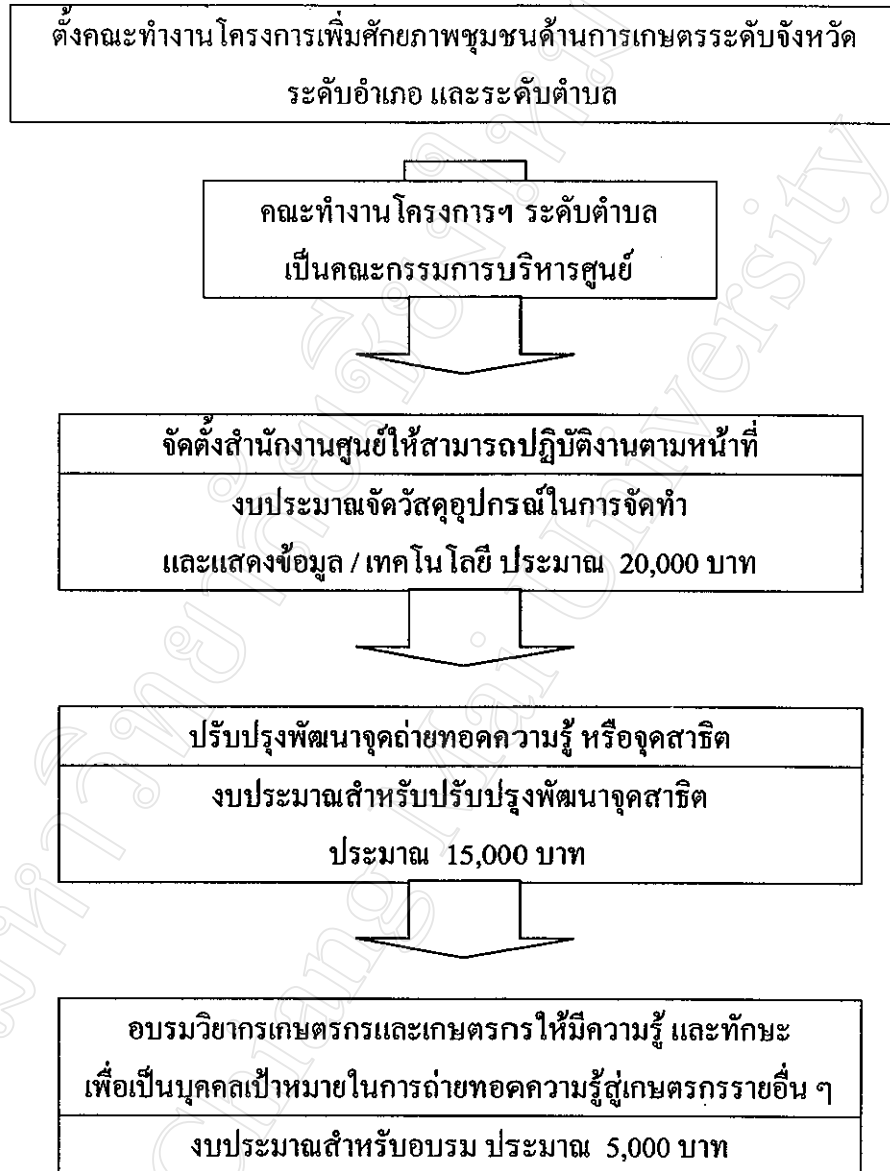 ตั้งคณะทำงานโครงการเพิ่มศักยภาพชุมชนด้านการเกษตรระดับจังหวัด
ระดับอำเภอ และระดับตำบล
คณะทำงานโครงการฯ ระดับตำบล
เป็นคณะกรรมการบริหารศูนย์
จัดตั้งสำนักงานศูนย์ให้สามารถปฏิบัติงานตามหน้าที่
งบประมาณจัดวัสดุอุปกรณ์ในการจัดทำ
และแสดงข้อมูล / เทคโนโลยี ประมาณ 20,000 บาท
ปรับปรุงพัฒนาจุดถ่ายทอดความรู้ หรือจุดสาธิต
งบประมาณสำหรับปรับปรุงพัฒนาจุดสาธิต
ประมาณ 15,000 บาท
อบรมวิยากรเกษตรกรและเกษตรกรให้มีความรู้ และทักษะ
เพื่อเป็นบุคคลเป้าหมายในการถ่ายทอดความรู้สู่เกษตรกรรายอื่น ๆ
งบประมาณสำหรับอบรม ประมาณ 5,000 บาท
มหาวิทยาลัยเชียงใหม่
Chiang Mai University